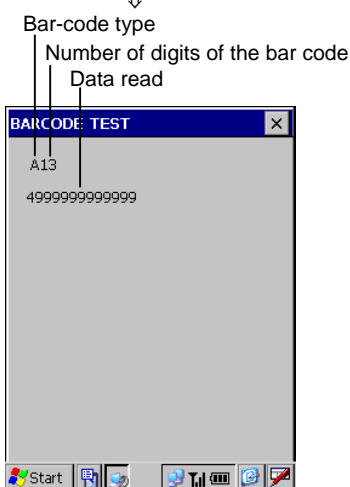 Bar-code type
Number of digits of the bar code
Data read
BARCODE TEST
A13
4999999999999
Start